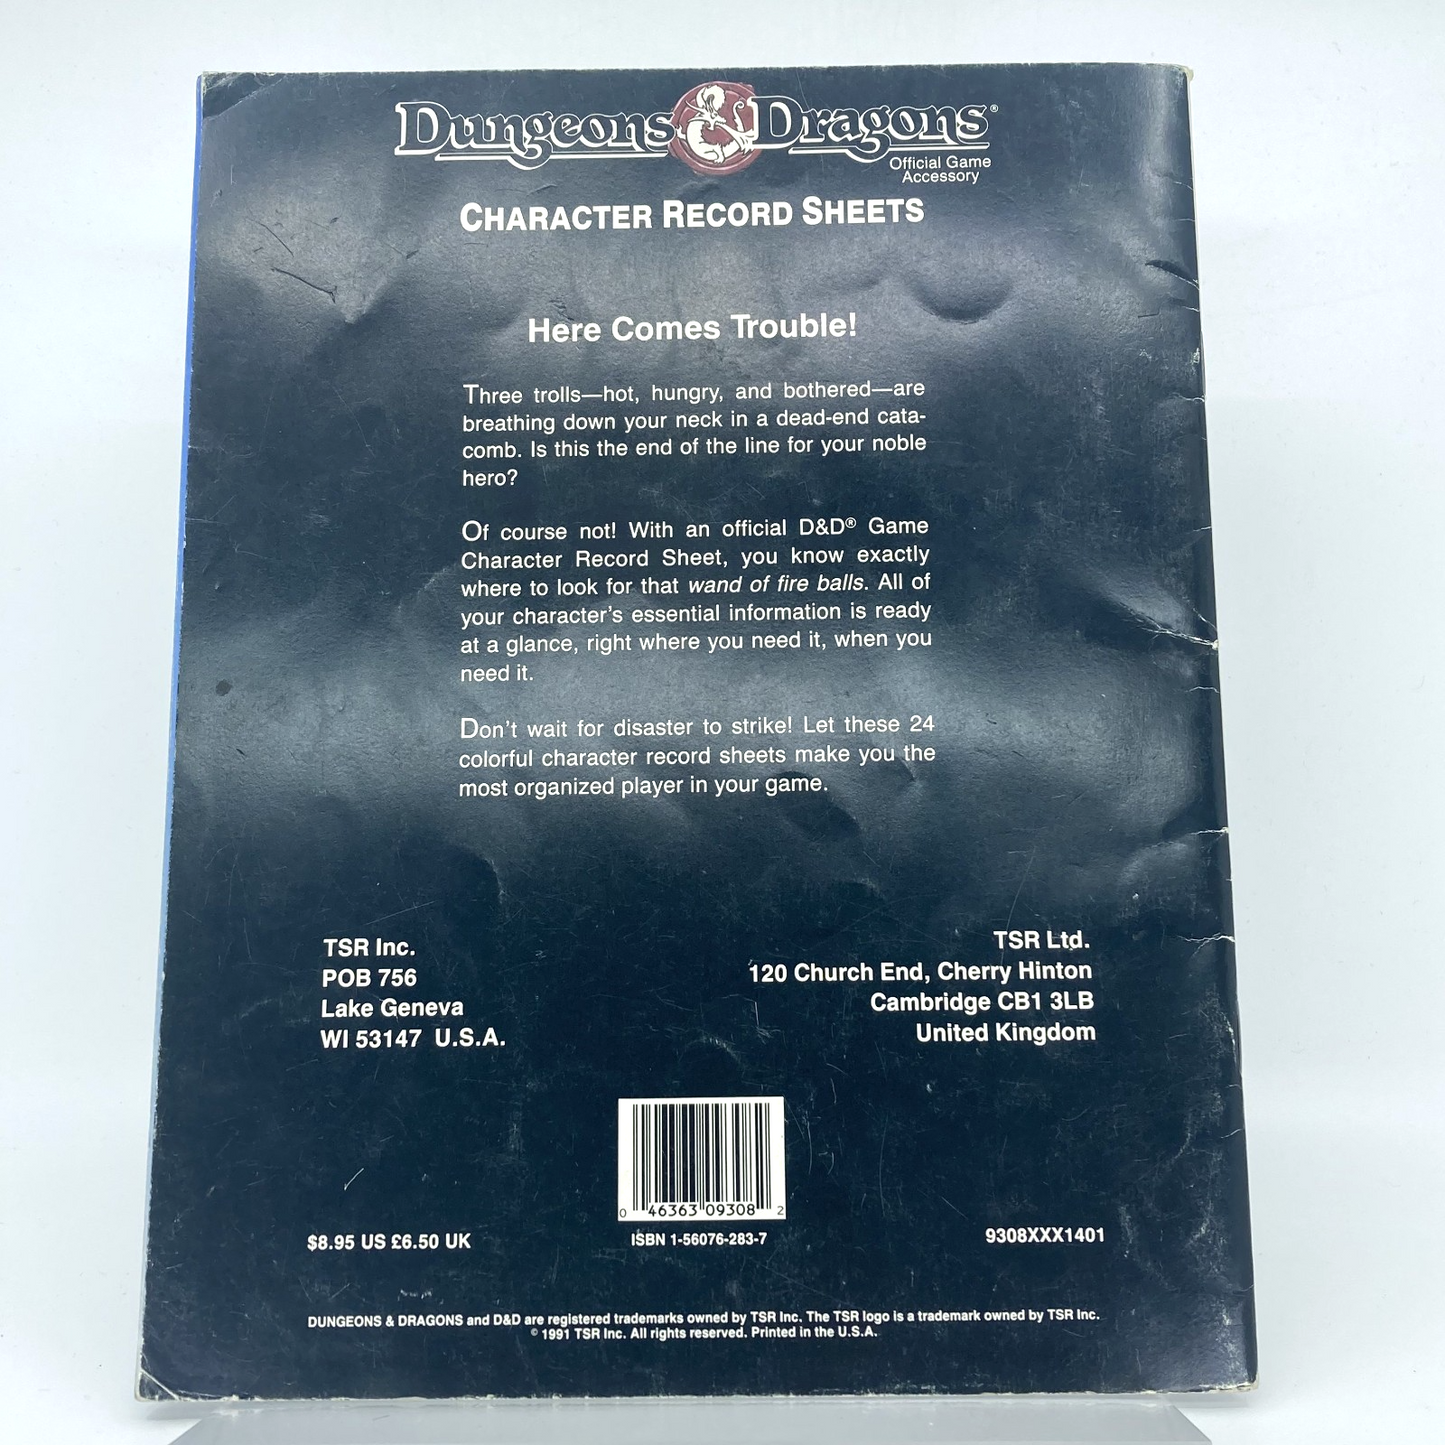 Dungeons & Dragons®
Official Game
Accessory
CHARACTER RECORD SHEETS
Here Comes Trouble!
Three trolls—hot, hungry, and bothered—are
breathing down your neck in a dead-end cata-
comb. Is this the end of the line for your noble
hero?
Of course not! With an official D&D® Game
Character Record Sheet, you know exactly
where to look for that wand of fire balls. All of
your character's essential information is ready
at a glance, right where you need it, when you
need it.
Don't wait for disaster to strike! Let these 24
colorful character record sheets make you the
most organized player in your game.
TSR Inc.
POB 756
Lake Geneva
WI 53147 U.S.A.
TSR Ltd.
120 Church End, Cherry Hinton
Cambridge CB1 3LB
United Kingdom
0 46363 09308 2
$8.95 US £6.50 UK
ISBN 1-56076-283-7
9308XXX1401
DUNGEONS & DRAGONS and D&D are registered trademarks owned by TSR Inc. The TSR logo is a trademark owned by TSR Inc.
© 1991 TSR Inc. All rights reserved. Printed in the U.S.A.